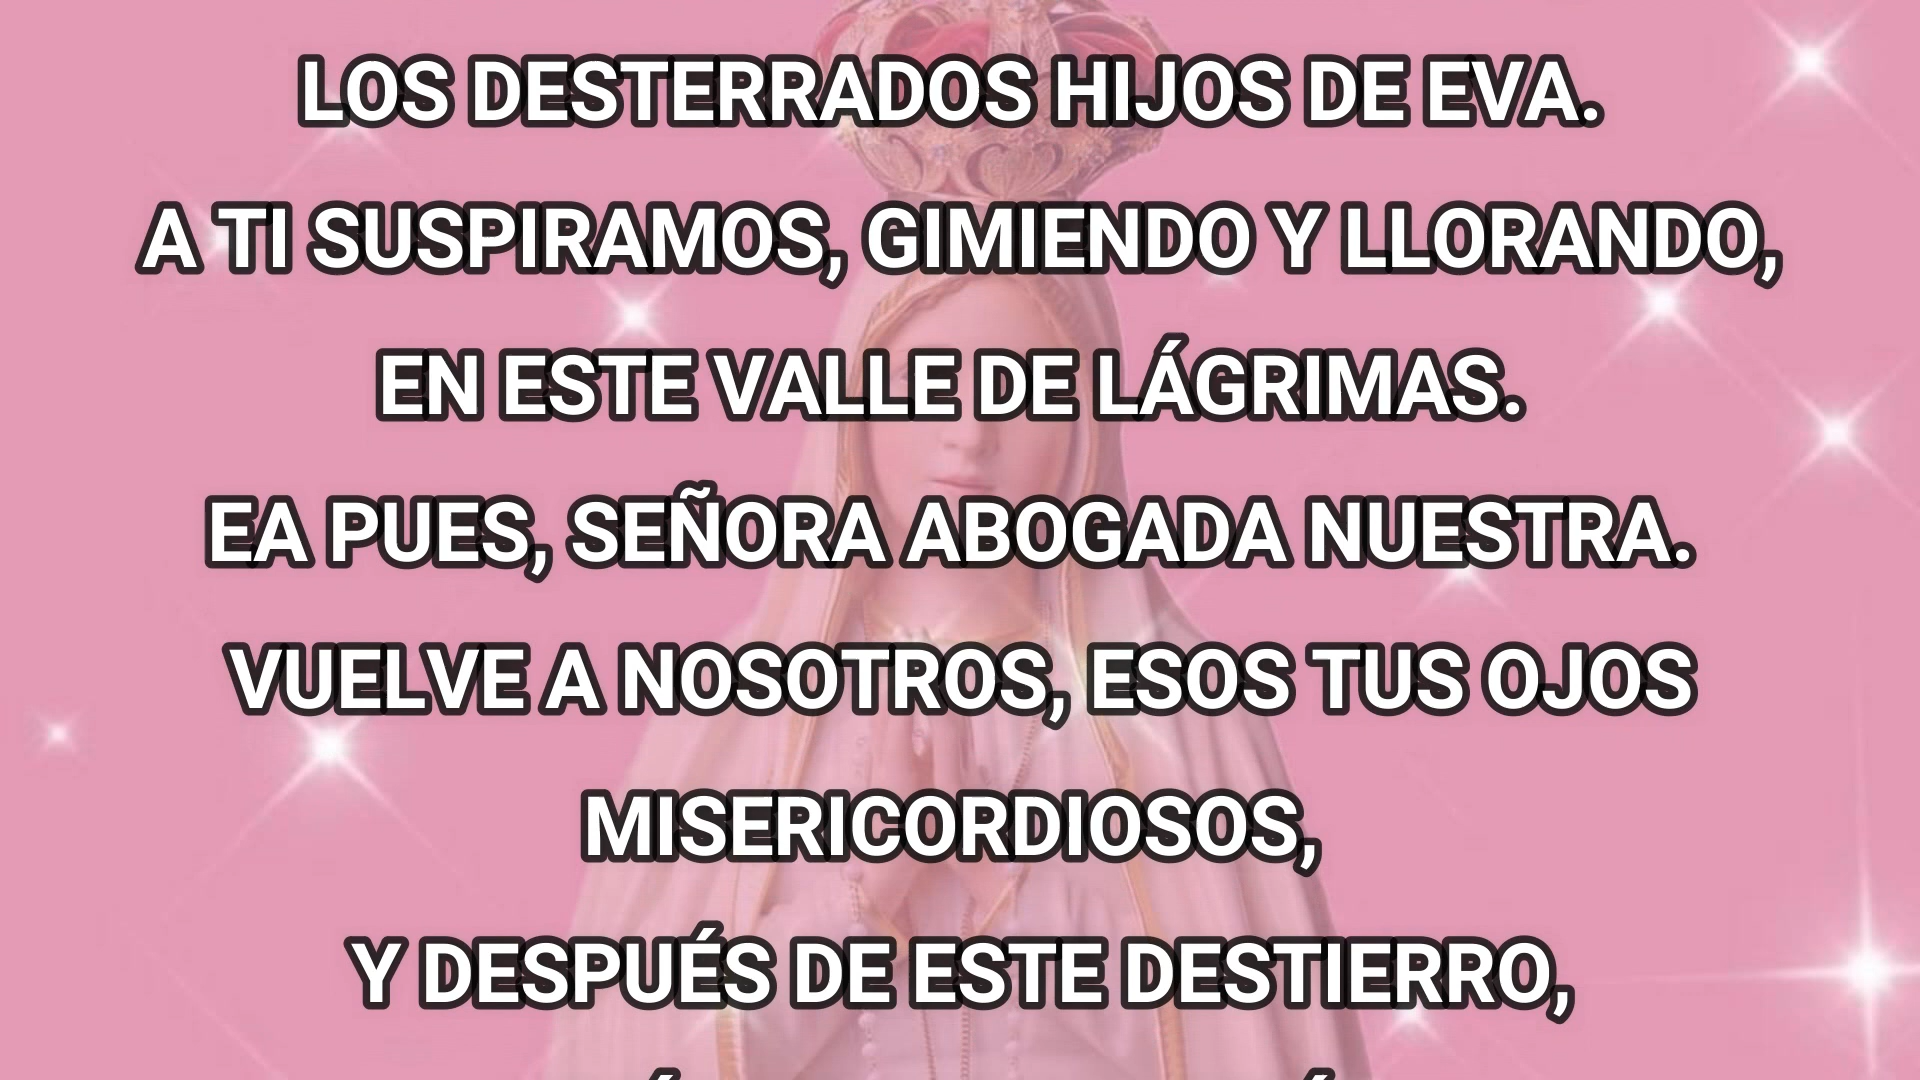 LOS DESTERRADOS HIJOS DE EVA.
A TI SUSPIRAMOS, GIMIENDO Y LLORANDO,
EN ESTE VALLE DE LÁGRIMAS.
EA PUES, SEÑORA ABOGADA NUESTRA.
VUELVE A NOSOTROS, ESOS TUS OJOS
MISERICORDIOSOS,
Y DESPUÉS DE ESTE DESTIERRO,